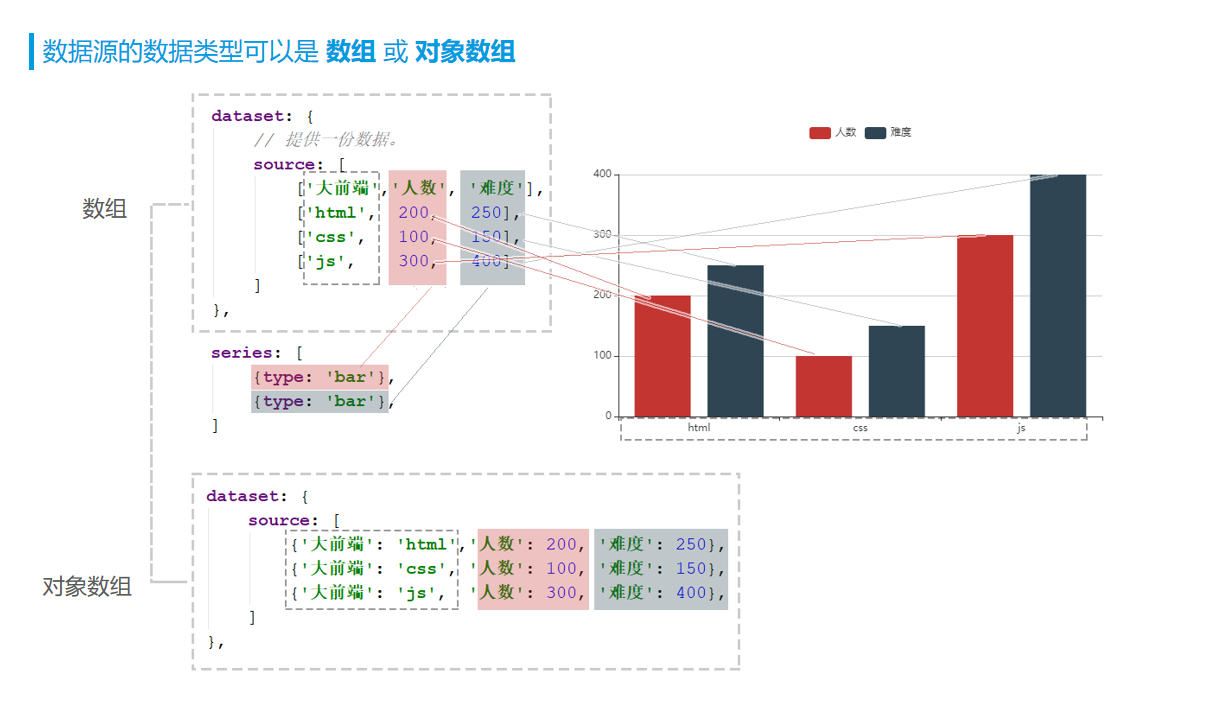 数据源的数据类型可以是 数组 或 对象数组
数组
dataset: {
// 提供一份数据。
source: [
['大前端','人数', '难度'],
['html', 200, 250],
['css', 100, 150],
['js', 300, 400]
]
},
series: [
{type: 'bar'},
{type: 'bar'},
]
人数 难度
400
300
200
100
0
html css js
对象数组
dataset: {
source: [
{'大前端': 'html','人数': 200, '难度': 250},
{'大前端': 'css', '人数': 100, '难度': 150},
{'大前端': 'js', '人数': 300, '难度': 400},
]
},